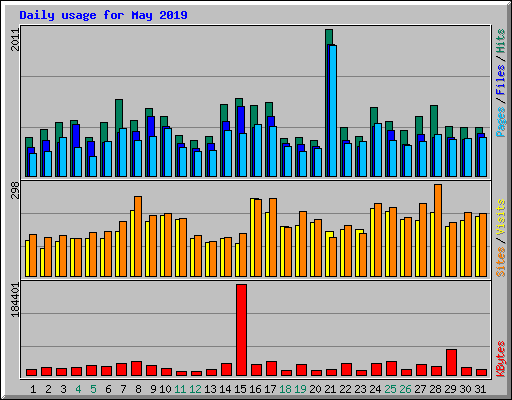 Daily usage for May 2019
2011
Pages / Files / Hits
298
Sites / Visits
184401
KBytes
1 2 3 4 5 6 7 8 9 10 11 12 13 14 15 16 17 18 19 20 21 22 23 24 25 26 27 28 29 30 31